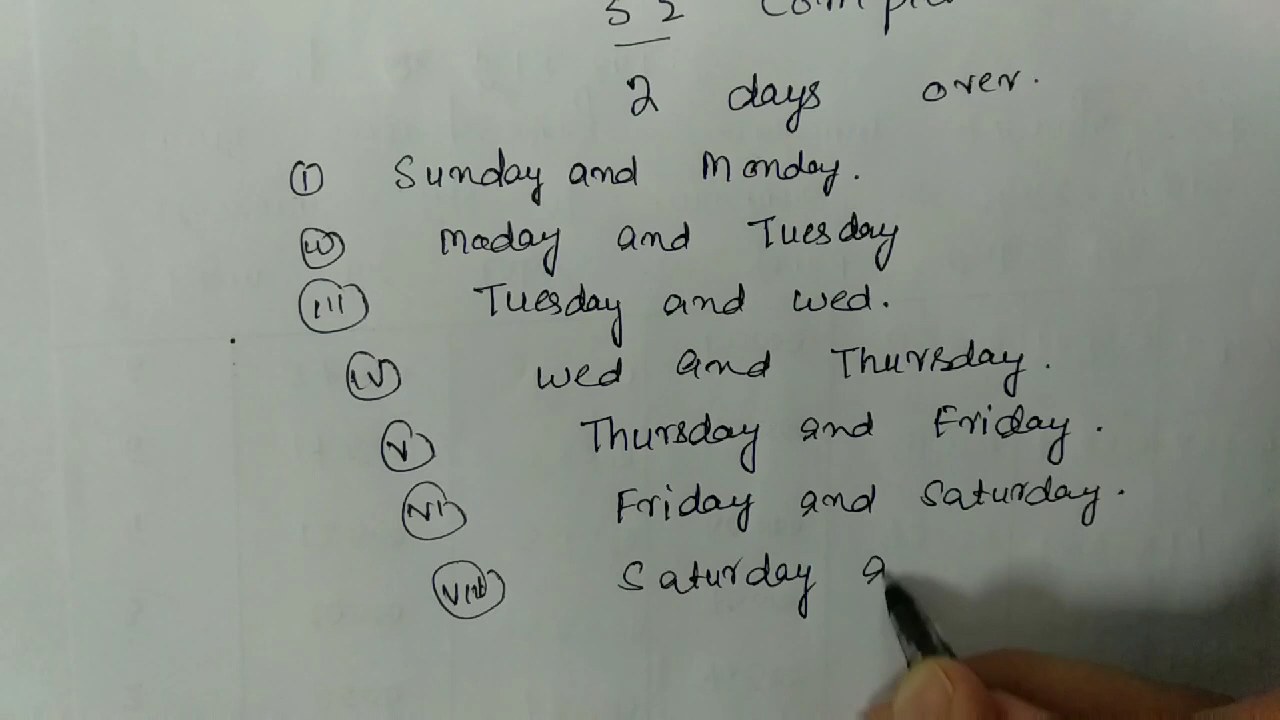 52
2 days over.
(i) Sunday and Monday.
(ii) Moday and Tuesday
(iii) Tuesday and wed.
(iv) wed and Thursday.
(v) Thursday and Friday.
(vi) Friday and Saturday.
(vii) Saturday a